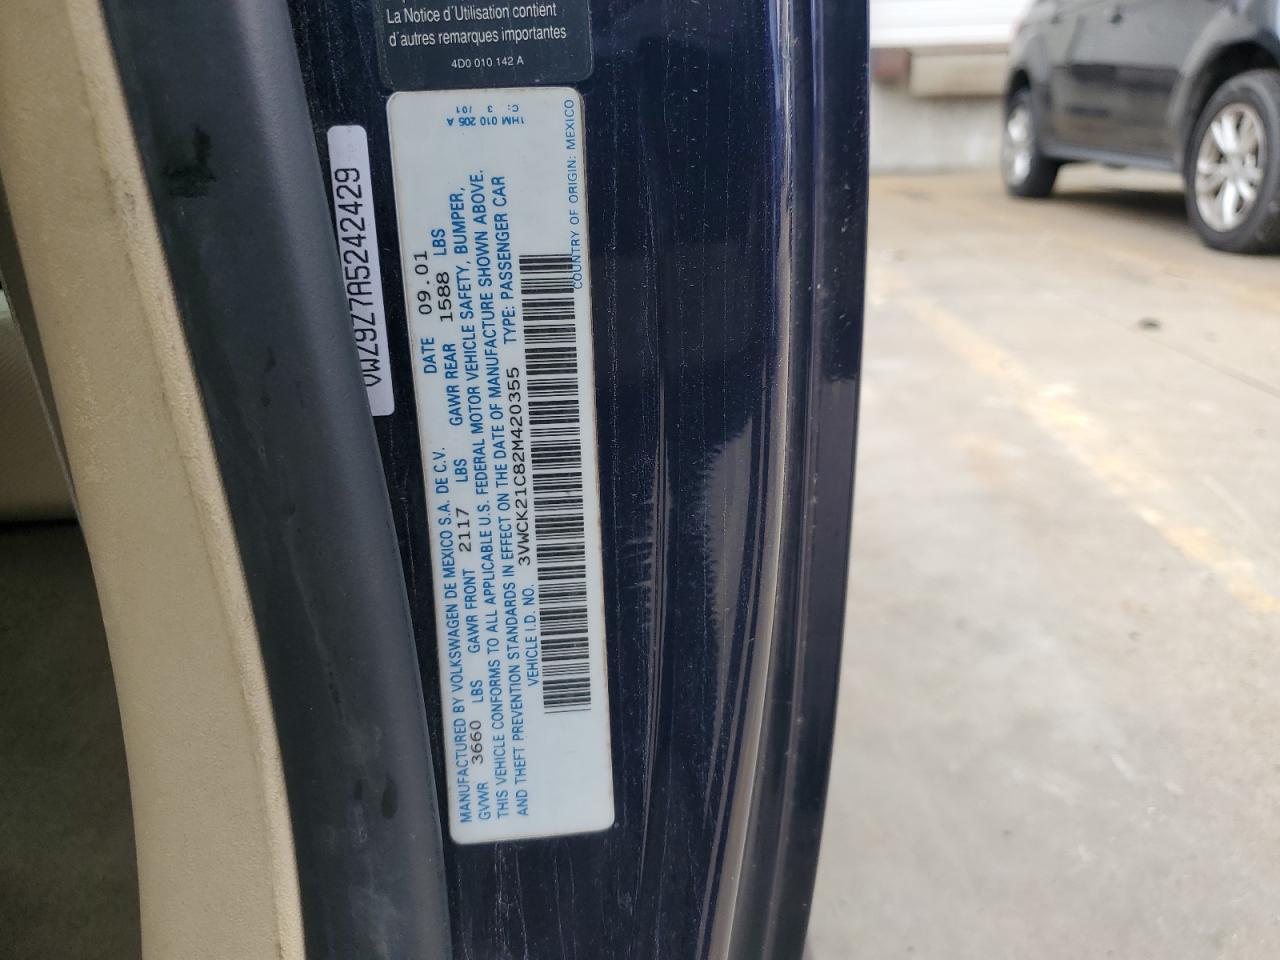 La Notice d'Utilisation contient
d'autres remarques importantes
4D0 010 142 A
VWZ9Z7A5242429
1HM 010 205 A
C: 3 701
MANUFACTURED BY VOLKSWAGEN DE MEXICO S.A. DE C.V. DATE 09.01
GVWR 3660 LBS GAWR FRONT 2117 LBS GAWR REAR 1588 LBS
THIS VEHICLE CONFORMS TO ALL APPLICABLE U.S. FEDERAL MOTOR VEHICLE SAFETY, BUMPER,
AND THEFT PREVENTION STANDARDS IN EFFECT ON THE DATE OF MANUFACTURE SHOWN ABOVE.
VEHICLE I.D. NO. 3VWCK21C82M420355 TYPE: PASSENGER CAR
COUNTRY OF ORIGIN: MEXICO